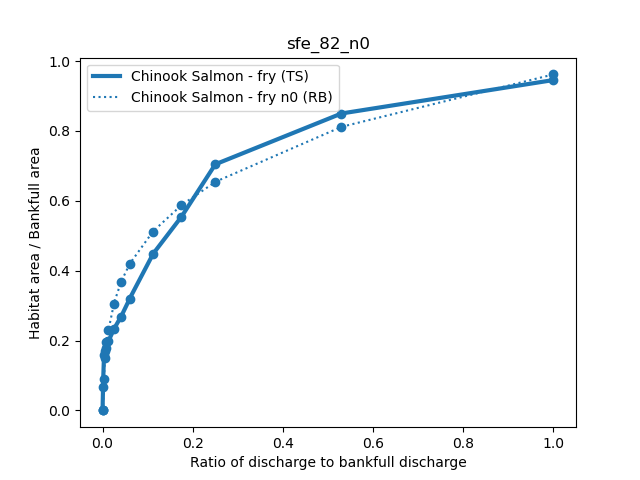 sfe_82_n0
Chinook Salmon - fry (TS)
Chinook Salmon - fry n0 (RB)
Habitat area / Bankfull area
1.0
0.8
0.6
0.4
0.2
0.0
0.0 0.2 0.4 0.6 0.8 1.0
Ratio of discharge to bankfull discharge